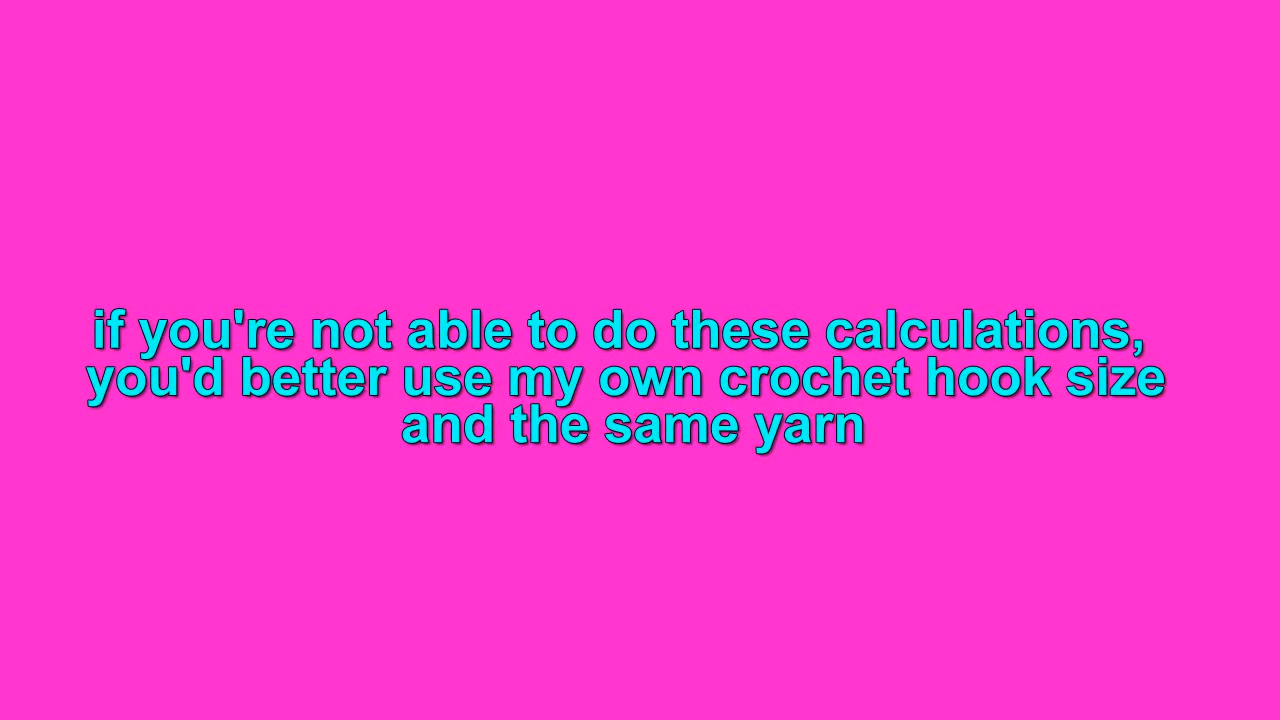 if you're not able to do these calculations,
you'd better use my own crochet hook size
and the same yarn